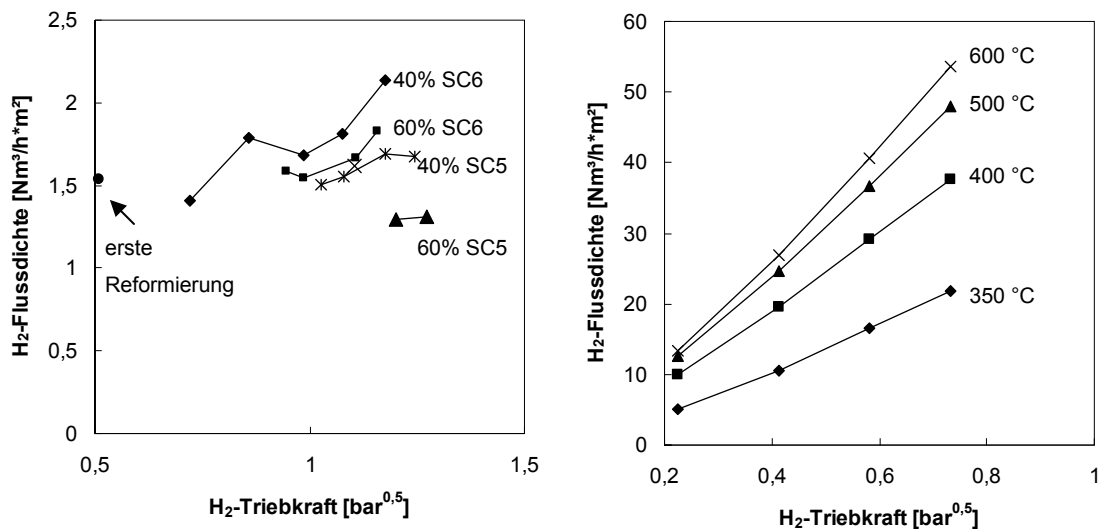 2,5
2
1,5
1
0,5
0
0,5
1
1,5
H₂-Flussdichte [Nm³/h*m²]
H₂-Triebkraft [bar⁰,⁵]
40% SC6
60% SC6
40% SC5
60% SC5
erste
Reformierung
60
50
40
30
20
10
0
0,2
0,4
0,6
0,8
1
H₂-Flussdichte [Nm³/h*m²]
H₂-Triebkraft [bar⁰,⁵]
600 °C
500 °C
400 °C
350 °C